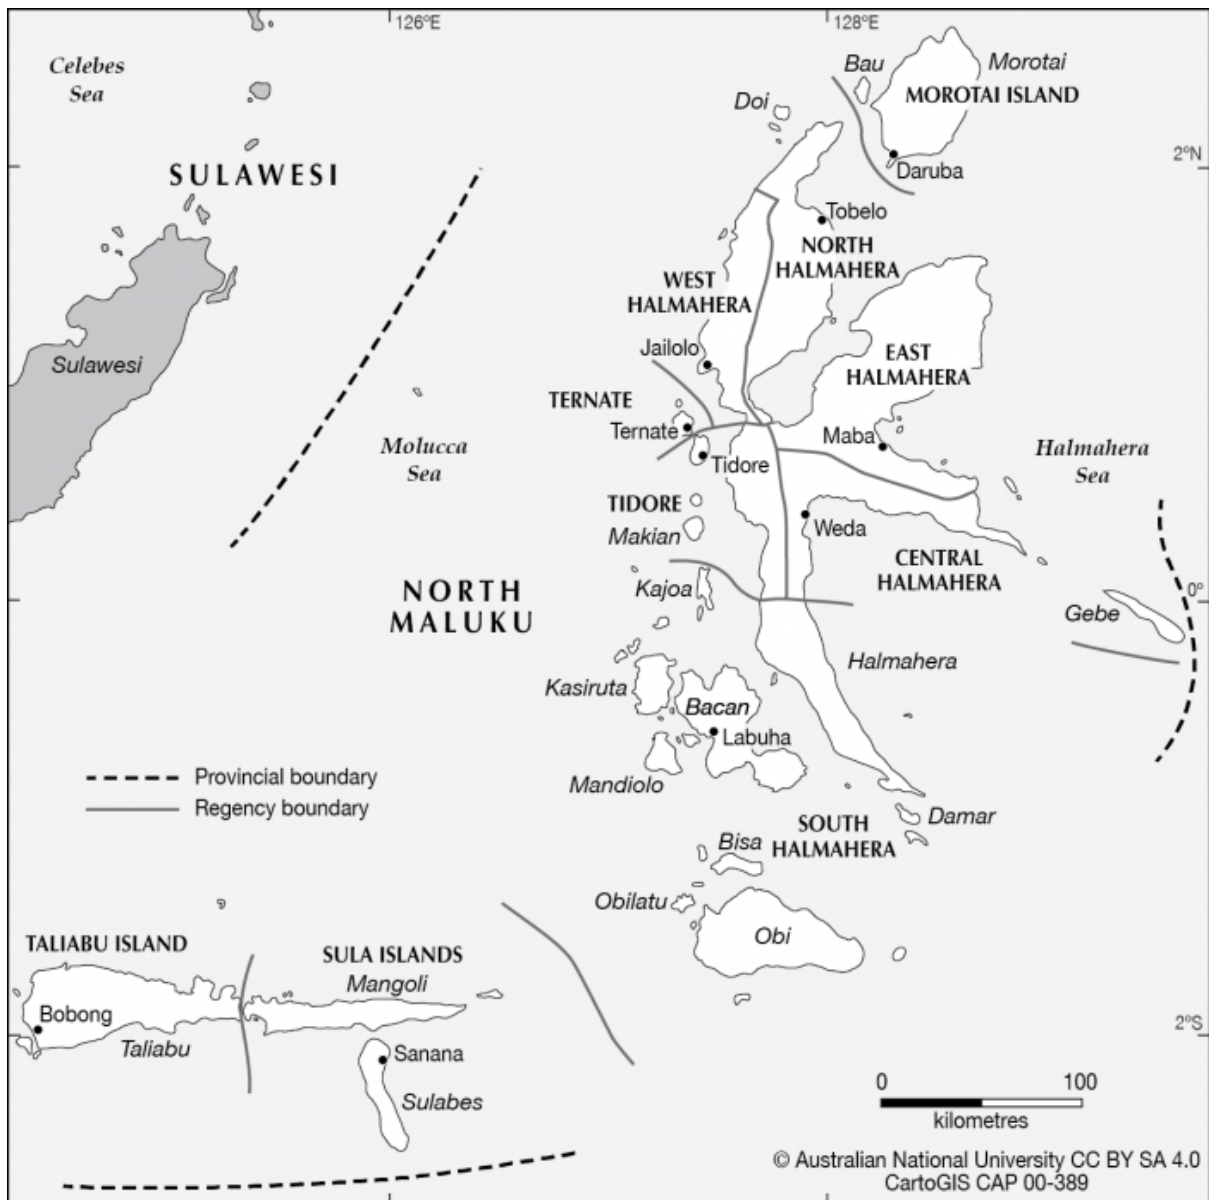 126°E
128°E
Celebes
Sea
Bau
Morotai
MOROTAI ISLAND
Doi
2°N
SULAWESI
Daruba
Tobelo
NORTH
HALMAHERA
WEST
HALMAHERA
Jailolo
EAST
HALMAHERA
Sulawesi
TERNATE
Ternate
Maba
Molucca
Sea
Halmahera
Sea
Tidore
TIDORE
Makian
Weda
CENTRAL
HALMAHERA
NORTH
MALUKU
Kajoa
0°
Gebe
Halmahera
Kasiruta
Bacan
Labuha
Mandiolo
Provincial boundary
Regency boundary
Damar
SOUTH
HALMAHERA
Bisa
Obilatu
Obi
TALIABU ISLAND
SULA ISLANDS
Mangoli
Bobong
Taliabu
2°S
Sanana
Sulabes
0 100
kilometres
© Australian National University CC BY SA 4.0
CartoGIS CAP 00-389